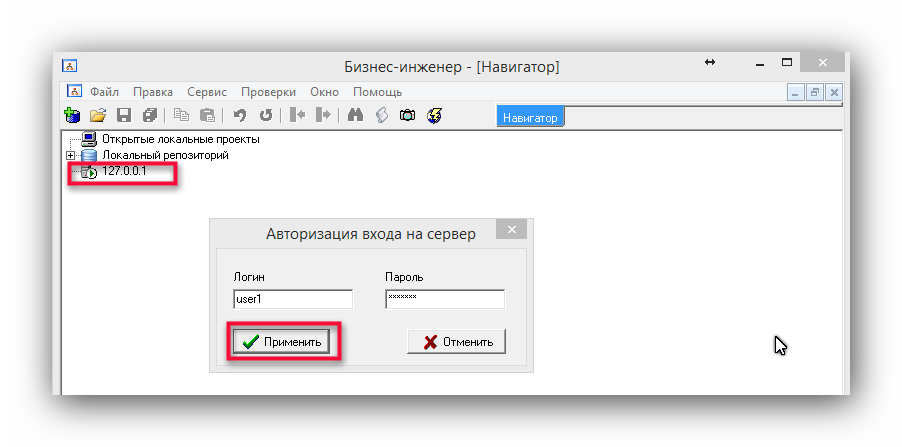 Бизнес-инженер - [Навигатор]
Файл Правка Сервис Проверки Окно Помощь
Навигатор
Открытые локальные проекты
Локальный репозиторий
127.0.0.1
Авторизация входа на сервер
Логин Пароль
user1 ×××××××
Применить Отменить